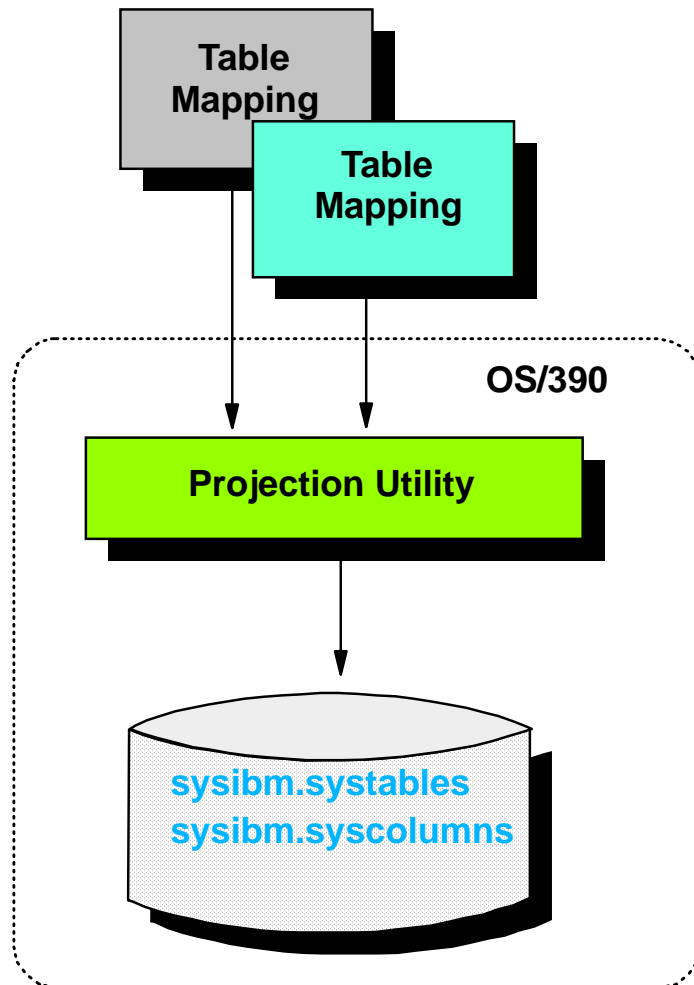 Table
Mapping
Table
Mapping
OS/390
Projection Utility
sysibm.systables
sysibm.syscolumns